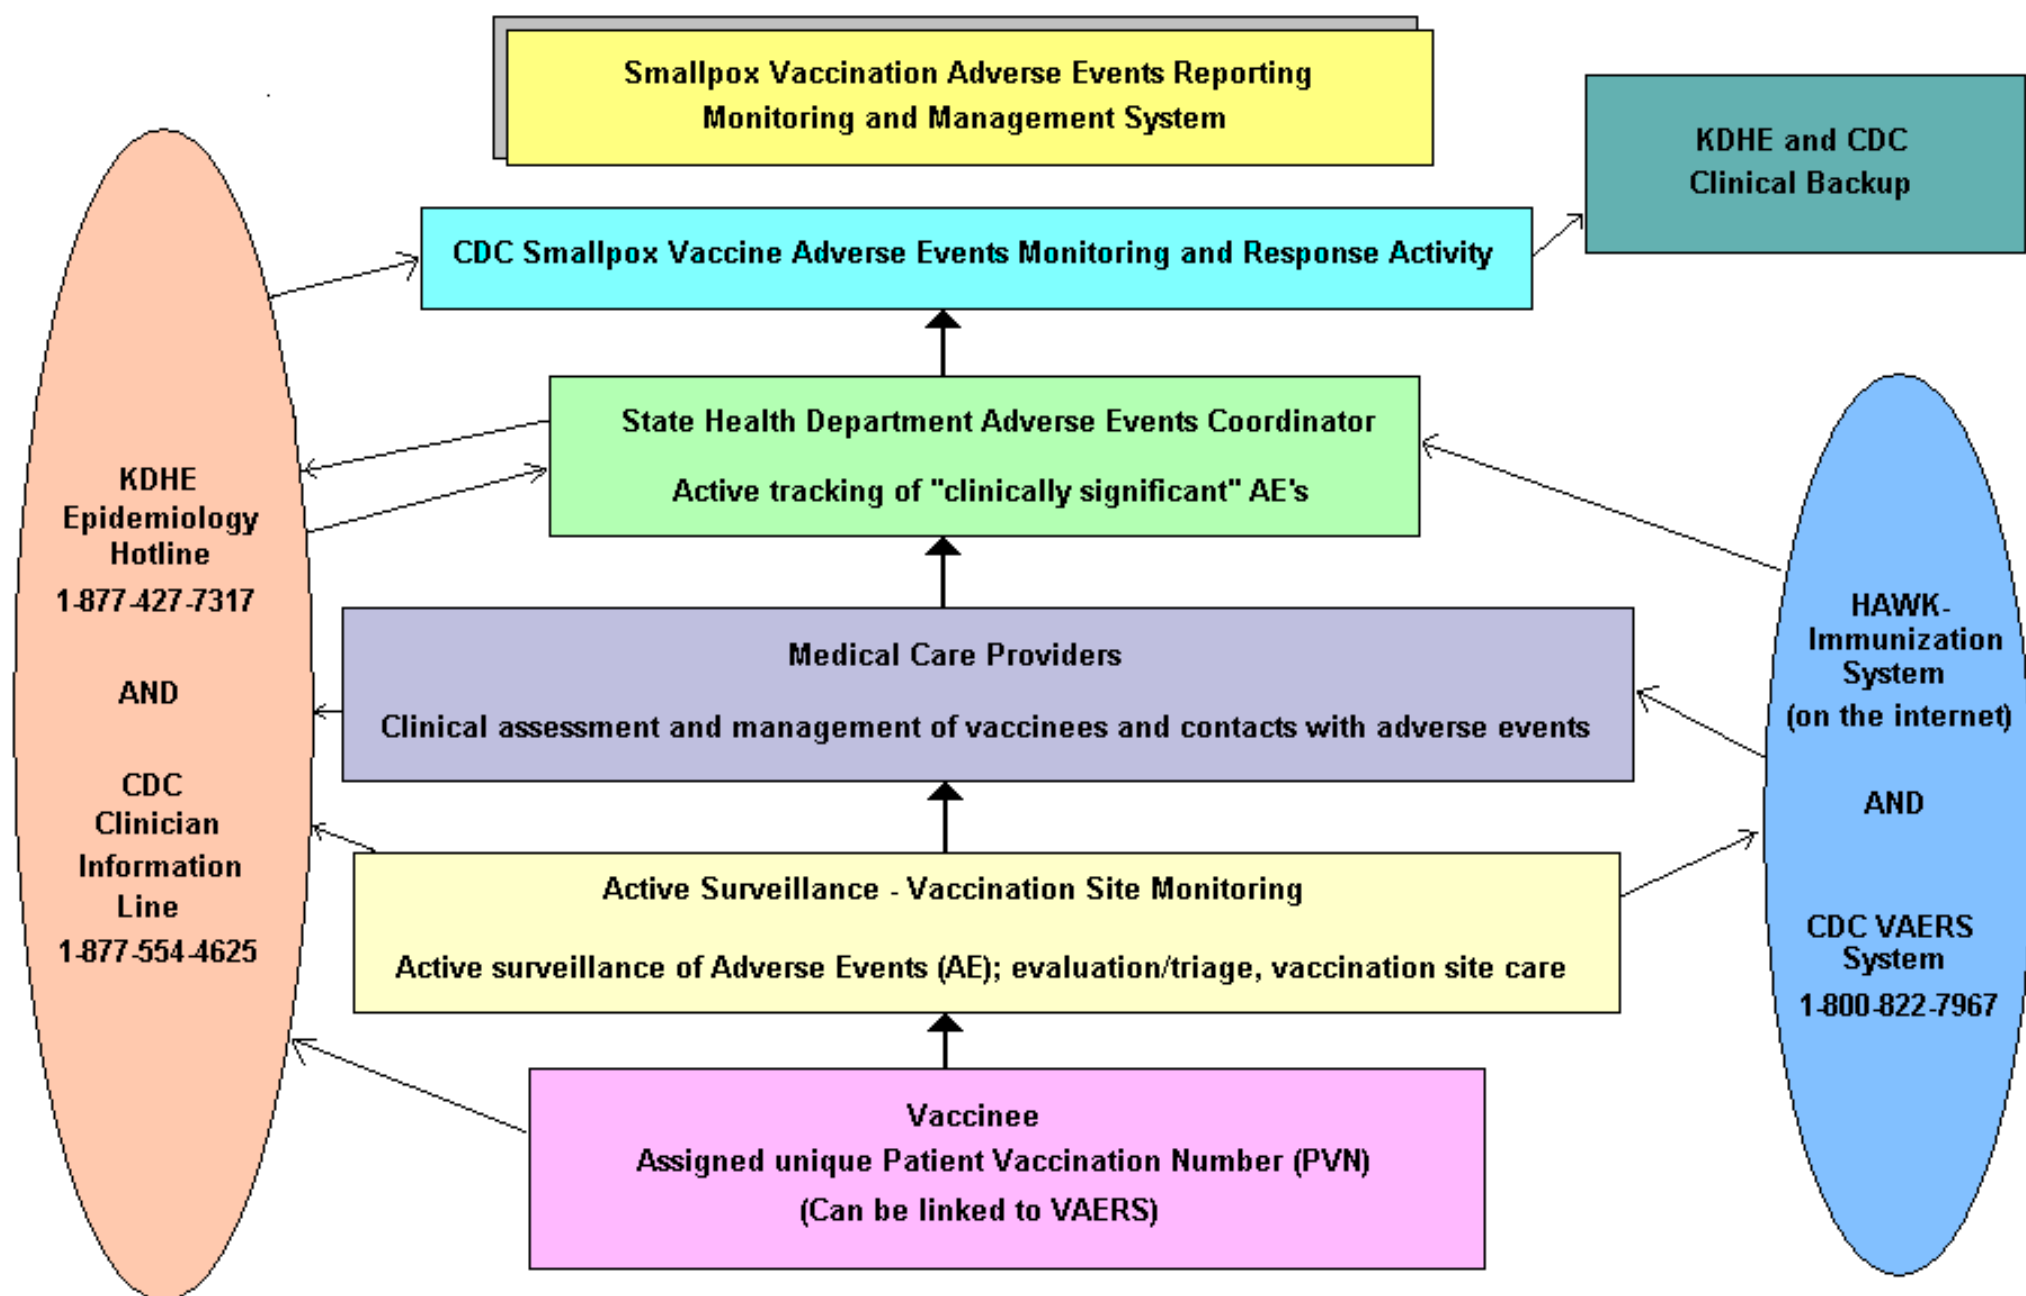 Smallpox Vaccination Adverse Events Reporting
Monitoring and Management System
KDHE and CDC
Clinical Backup
CDC Smallpox Vaccine Adverse Events Monitoring and Response Activity
State Health Department Adverse Events Coordinator
Active tracking of "clinically significant" AE's
KDHE
Epidemiology
Hotline
1-877-427-7317
AND
CDC
Clinician
Information
Line
1-877-554-4625
Medical Care Providers
Clinical assessment and management of vaccinees and contacts with adverse events
HAWK-
Immunization
System
(on the internet)
AND
CDC VAERS
System
1-800-822-7967
Active Surveillance - Vaccination Site Monitoring
Active surveillance of Adverse Events (AE); evaluation/triage, vaccination site care
Vaccinee
Assigned unique Patient Vaccination Number (PVN)
(Can be linked to VAERS)